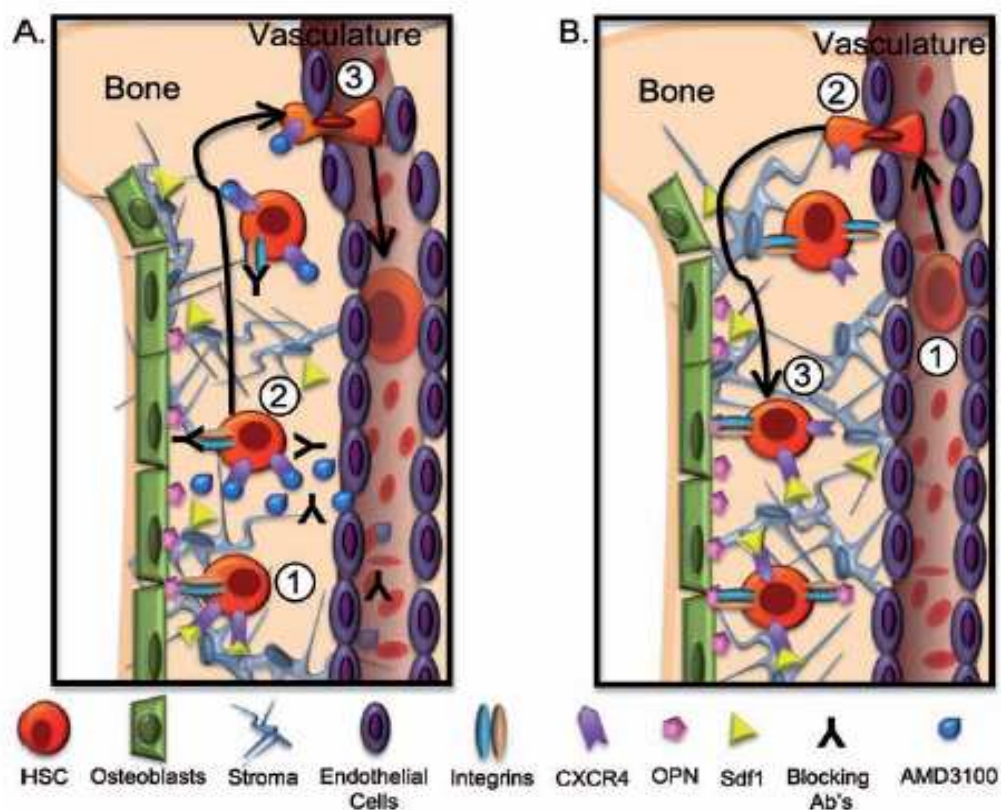 A.
Vasculature
Bone
3
2
1
B.
Vasculature
Bone
2
3
1
HSC
Osteoblasts
Stroma
Endothelial
Cells
Integrins
CXCR4
OPN
Sdf1
Blocking
Ab's
AMD3100